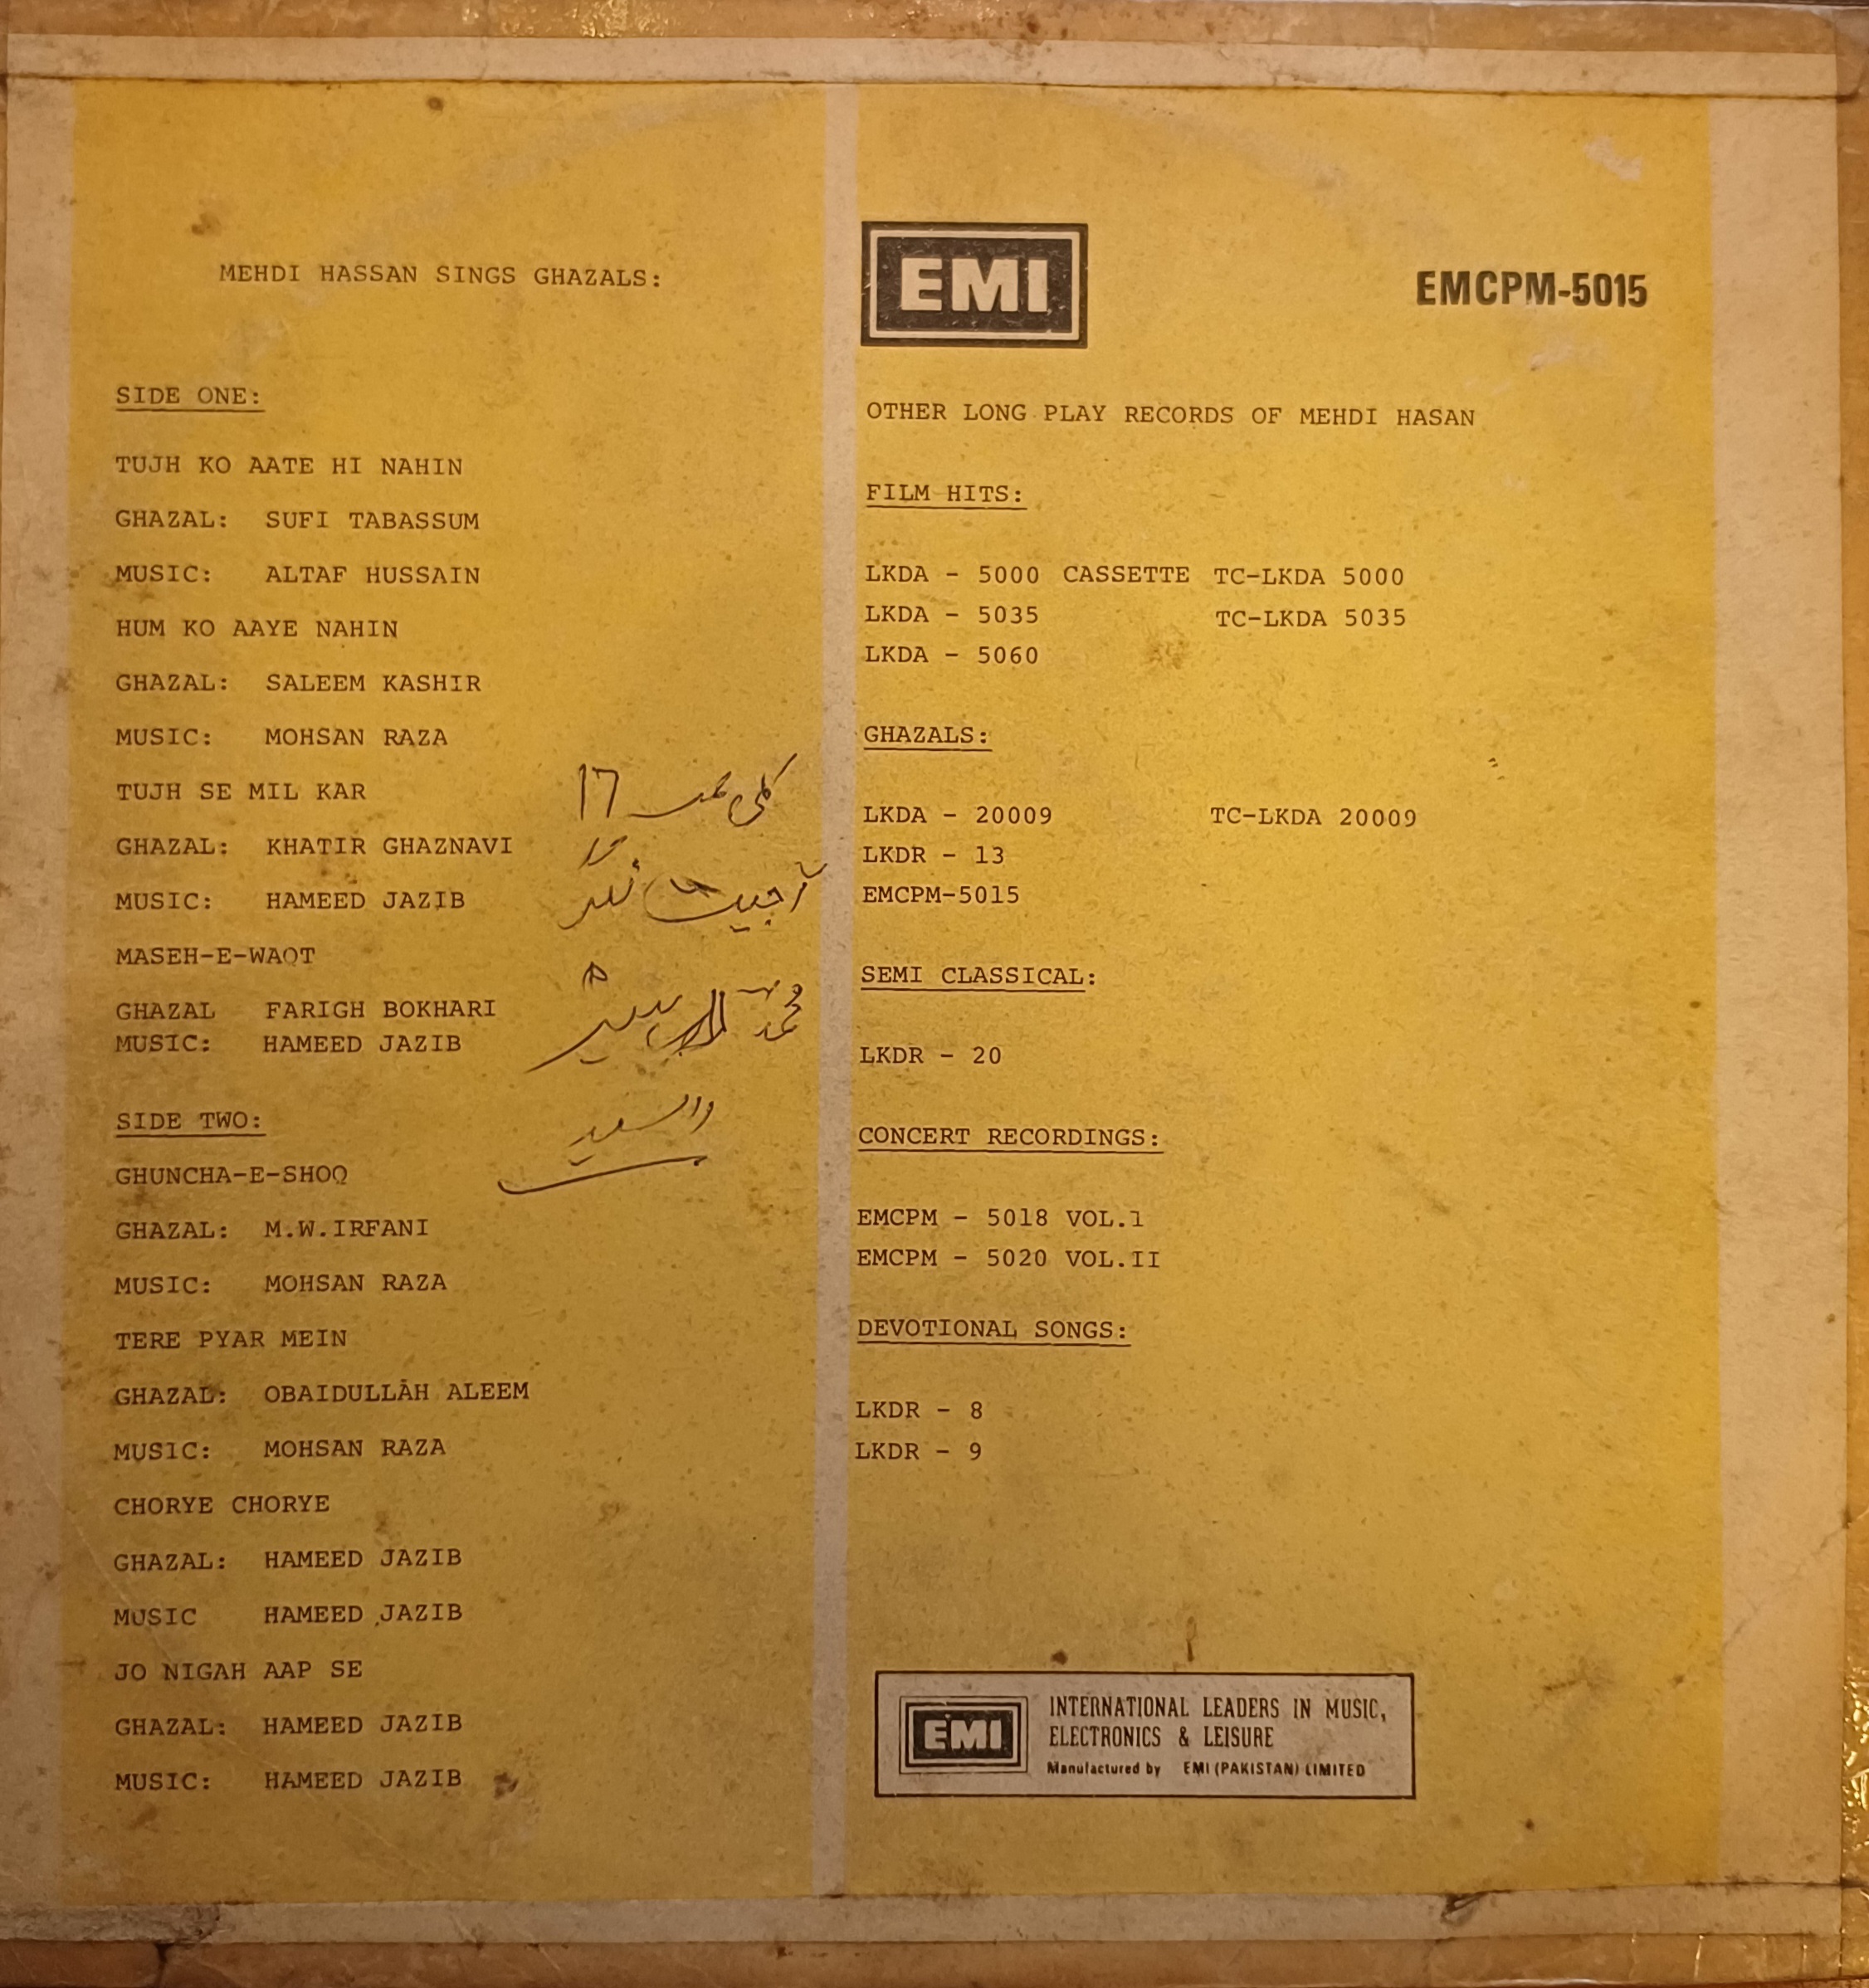 MEHDI HASSAN SINGS GHAZALS:
SIDE ONE:
TUJH KO AATE HI NAHIN
GHAZAL: SUFI TABASSUM
MUSIC: ALTAF HUSSAIN
HUM KO AAYE NAHIN
GHAZAL: SALEEM KASHIR
MUSIC: MOHSAN RAZA
TUJH SE MIL KAR
GHAZAL: KHATIR GHAZNAVI
MUSIC: HAMEED JAZIB
MASEH-E-WAQT
GHAZAL FARIGH BOKHARI
MUSIC: HAMEED JAZIB
SIDE TWO:
GHUNCHA-E-SHOQ
GHAZAL: M.W.IRFANI
MUSIC: MOHSAN RAZA
TERE PYAR MEIN
GHAZAL: OBAIDULLAH ALEEM
MUSIC: MOHSAN RAZA
CHORYE CHORYE
GHAZAL: HAMEED JAZIB
MUSIC HAMEED JAZIB
JO NIGAH AAP SE
GHAZAL: HAMEED JAZIB
MUSIC: HAMEED JAZIB
گلی نمبر ۱۶
نگر
محمد
EMI
EMCPM-5015
OTHER LONG PLAY RECORDS OF MEHDI HASAN
FILM HITS:
LKDA - 5000 CASSETTE TC-LKDA 5000
LKDA - 5035 TC-LKDA 5035
LKDA - 5060
GHAZALS:
LKDA - 20009 TC-LKDA 20009
LKDR - 13
EMCPM-5015
SEMI CLASSICAL:
LKDR - 20
CONCERT RECORDINGS:
EMCPM - 5018 VOL.1
EMCPM - 5020 VOL.II
DEVOTIONAL SONGS:
LKDR - 8
LKDR - 9
EMI
INTERNATIONAL LEADERS IN MUSIC,
ELECTRONICS & LEISURE
Manufactured by EMI (PAKISTAN) LIMITED